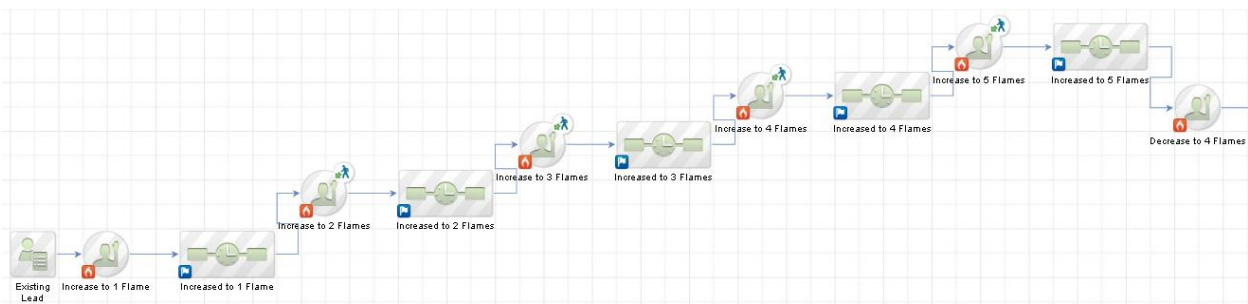 Increase to 5 Flames
Increased to 5 Flames
Increase to 4 Flames
Increased to 4 Flames
Decrease to 4 Flames
Increase to 3 Flames
Increased to 3 Flames
Increase to 2 Flames
Increased to 2 Flames
Existing
Lead
Increase to 1 Flame
Increased to 1 Flame